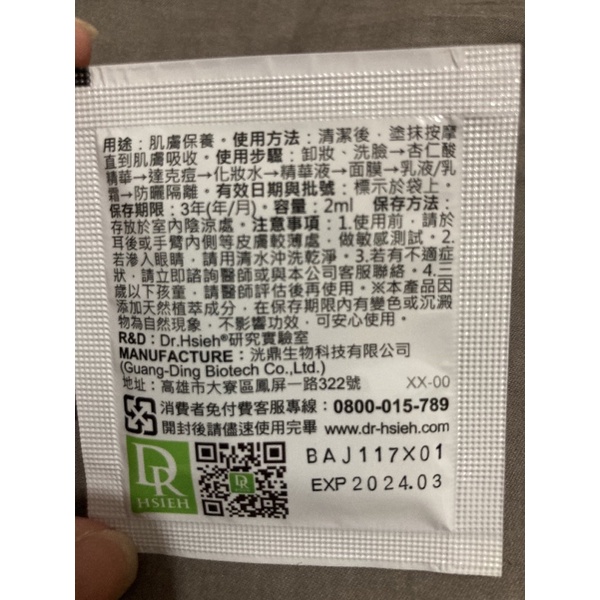 用途：肌膚保養。使用方法：清潔後，塗抹按摩
直到肌膚吸收。使用步驟：卸妝、洗臉→杏仁酸
精華→達克痘→化妝水→精華液→面膜→乳液/乳
霜→防曬隔離。有效日期與批號：標示於袋上。
保存期限：3年(年/月)。容量：2ml 保存方法：
存放於室內陰涼處。注意事項：1.使用前，請於
耳後或手臂內側等皮膚較薄處，做敏感測試。2.
若滲入眼睛，請用清水沖洗乾淨。3.若有不適症
狀，請立即諮詢醫師或與本公司客服聯絡。4.三
歲以下孩童，請醫師評估後再使用。※本產品因
添加天然植萃成分，在保存期限內有變色或沉澱
物為自然現象，不影響功效，可安心使用。
R&D：Dr.Hsieh®研究實驗室
MANUFACTURE：洸鼎生物科技有限公司
(Guang-Ding Biotech Co.,Ltd.)
地址：高雄市大寮區鳳屏一路322號 XX-00
消費者免付費客服專線：0800-015-789
開封後請儘速使用完畢 www.dr-hsieh.com
DR
HSIEH
DR
BAJ117X01
EXP 2024.03